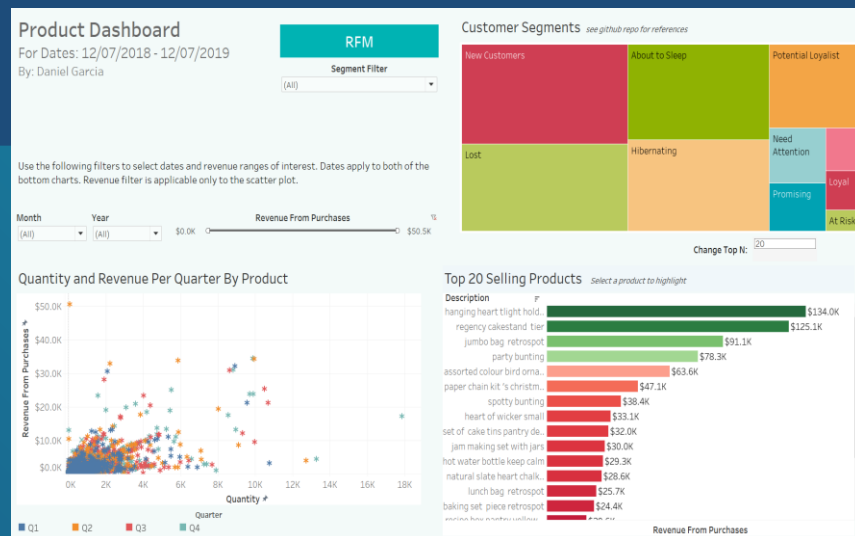 Product Dashboard
For Dates: 12/07/2018 - 12/07/2019
By: Daniel Garcia
RFM
Segment Filter
(All)
Use the following filters to select dates and revenue ranges of interest. Dates apply to both of the
bottom charts. Revenue filter is applicable only to the scatter plot.
Month
Year
Revenue From Purchases
(All)
(All)
$0.0K
$50.5K
Customer Segments see github repo for references
New Customers
About to Sleep
Potential Loyalist
Lost
Hibernating
Need
Attention
Promising
Loyal
At Risk
Change Top N:
20
Quantity and Revenue Per Quarter By Product
Revenue From Purchases
$50.0K
$40.0K
$30.0K
$20.0K
$10.0K
$0.0K
0K 2K 4K 6K 8K 10K 12K 14K 16K 18K
Quantity
Quarter
Q1 Q2 Q3 Q4
Top 20 Selling Products Select a product to highlight
Description
hanging heart tlight hold.. $134.0K
regency cakestand tier $125.1K
jumbo bag retrospot $91.1K
party bunting $78.3K
assorted colour bird orna.. $63.6K
paper chain kit 's christm.. $47.1K
spotty bunting $38.4K
heart of wicker small $33.1K
set of cake tins pantry de.. $32.0K
jam making set with jars $30.0K
hot water bottle keep calm $29.3K
natural slate heart chalk.. $28.6K
lunch bag retrospot $25.7K
baking set piece retrospot $24.4K
Revenue From Purchases